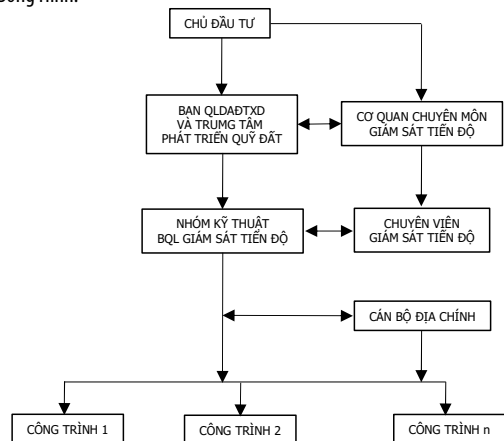 CHỦ ĐẦU TƯ
BAN QLDAĐTXD
VÀ TRUMG TÂM
PHÁT TRIỂN QUỸ ĐẤT
CƠ QUAN CHUYÊN MÔN
GIÁM SÁT TIẾN ĐỘ
NHÓM KỸ THUẬT
BQL GIÁM SÁT TIẾN ĐỘ
CHUYÊN VIÊN
GIÁM SÁT TIẾN ĐỘ
CÁN BỘ ĐỊA CHÍNH
CÔNG TRÌNH 1
CÔNG TRÌNH 2
CÔNG TRÌNH n